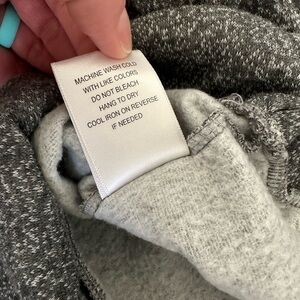 MACHINE WASH COLD
WITH LIKE COLORS
DO NOT BLEACH
HANG TO DRY
COOL IRON ON REVERSE
IF NEEDED